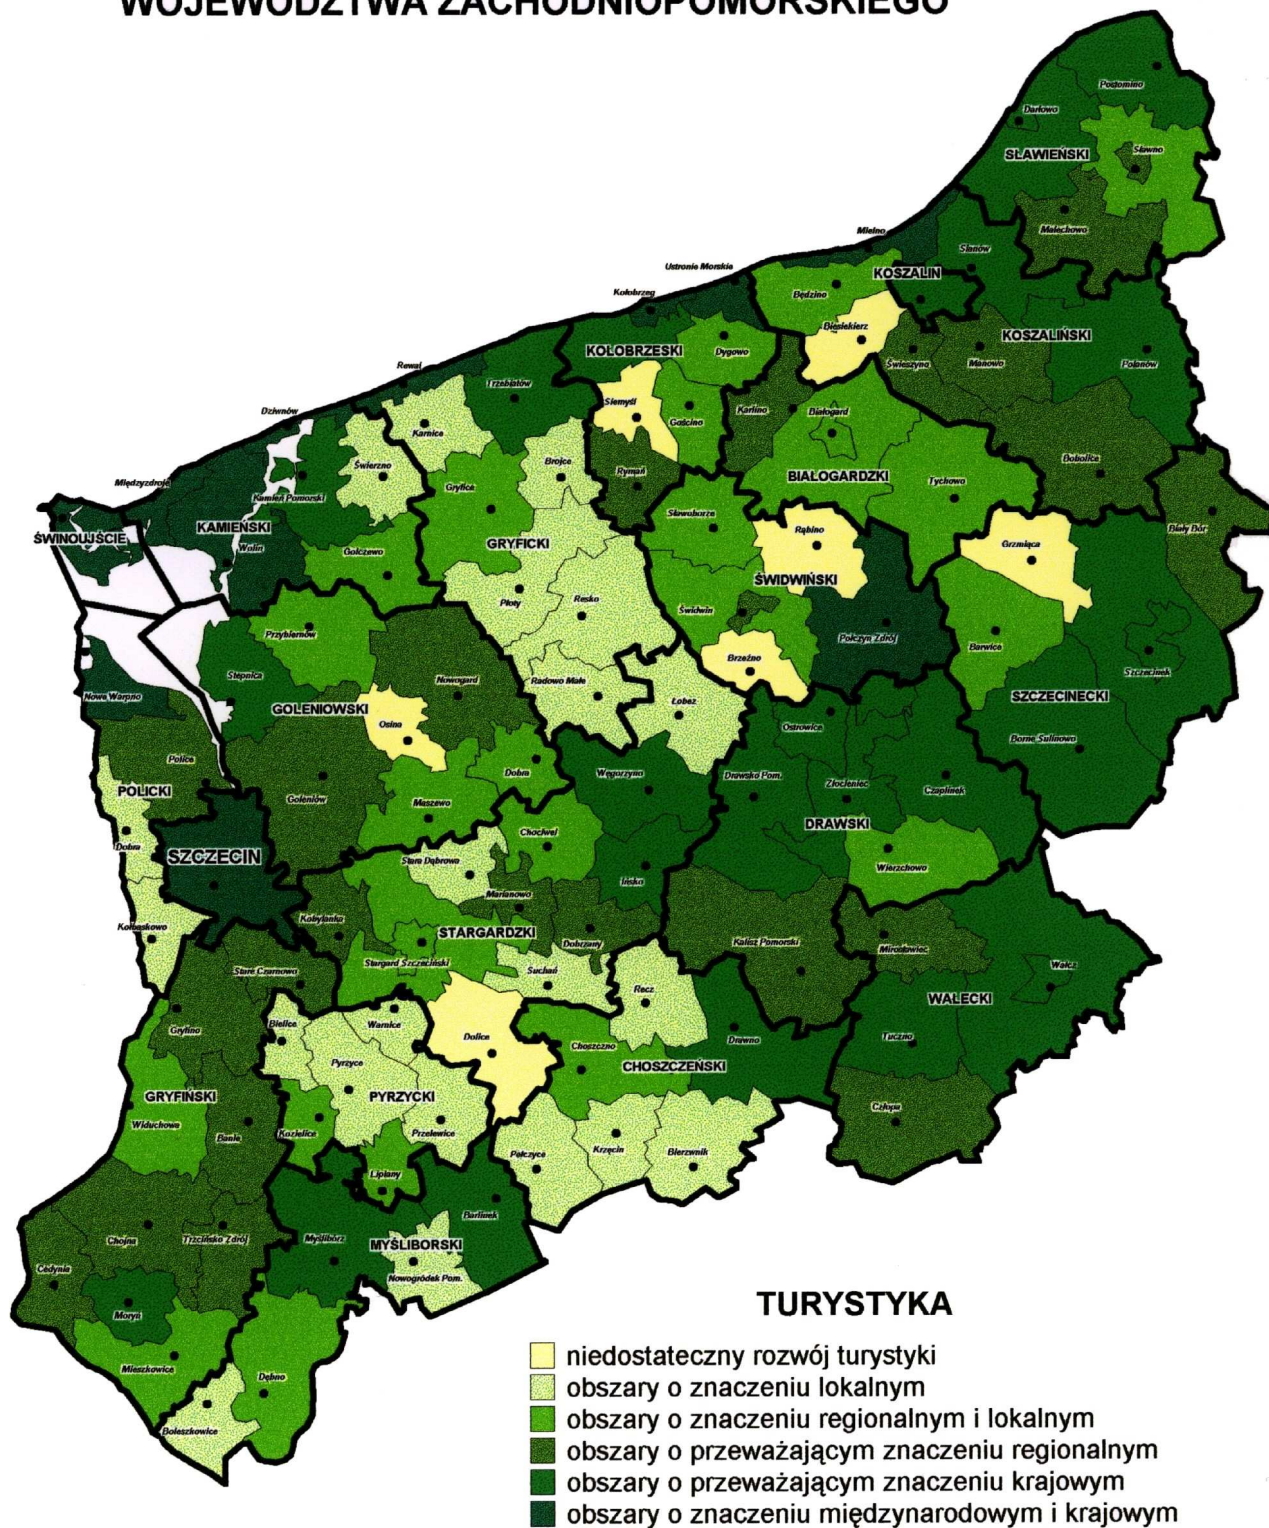 WOJEWÓDZTWA ZACHODNIOPOMORSKIEGO
Postomino
Darłowo
SŁAWIEŃSKI
Sławno
Malechowo
Mielno
Sianów
Ustronie Morskie
KOSZALIN
Kołobrzeg
Będzino
Biesiekierz
KOSZALIŃSKI
KOŁOBRZESKI
Dygowo
Świeszyno
Manowo
Polanów
Rewal
Trzebiatów
Siemyśl
Gościno
Karlino
Białogard
Dziwnów
Karnice
Świerzno
Brojce
Rymań
Bobolice
BIAŁOGARDZKI
Tychowo
Międzyzdroje
Kamień Pomorski
Gryfice
Sławoborze
Biały Bór
ŚWINOUJŚCIE
KAMIEŃSKI
Wolin
Golczewo
GRYFICKI
Rąbino
Grzmiąca
ŚWIDWIŃSKI
Płoty
Resko
Świdwin
Połczyn Zdrój
Przybiernów
Brzeźno
Barwice
Szczecinek
Nowe Warpno
Stepnica
Nowogard
Radowo Małe
Łobez
SZCZECINECKI
GOLENIOWSKI
Osina
Ostrowice
Borne Sulinowo
Police
Goleniów
Dobra
Węgorzyno
Drawsko Pom.
Złocieniec
Czaplinek
POLICKI
Maszewo
DRAWSKI
Dobra
SZCZECIN
Chociwel
Stara Dąbrowa
Wierzchowo
Ińsko
Marianowo
Kobylanka
Kołbaskowo
STARGARDZKI
Dobrzany
Kalisz Pomorski
Mirosławiec
Stargard Szczeciński
Suchań
Wałcz
Stare Czarnowo
Recz
WAŁECKI
Gryfino
Bielice
Warnice
Dolice
Choszczno
Drawno
Tuczno
Pyrzyce
CHOSZCZEŃSKI
GRYFIŃSKI
PYRZYCKI
Człopa
Widuchowa
Banie
Kozielice
Przelewice
Pełczyce
Krzęcin
Bierzwnik
Lipiany
Barlinek
Chojna
Trzcińsko Zdrój
Myślibórz
MYŚLIBORSKI
Cedynia
Nowogródek Pom.
Moryń
Mieszkowice
Dębno
Boleszkowice
TURYSTYKA
niedostateczny rozwój turystyki
obszary o znaczeniu lokalnym
obszary o znaczeniu regionalnym i lokalnym
obszary o przeważającym znaczeniu regionalnym
obszary o przeważającym znaczeniu krajowym
obszary o znaczeniu międzynarodowym i krajowym